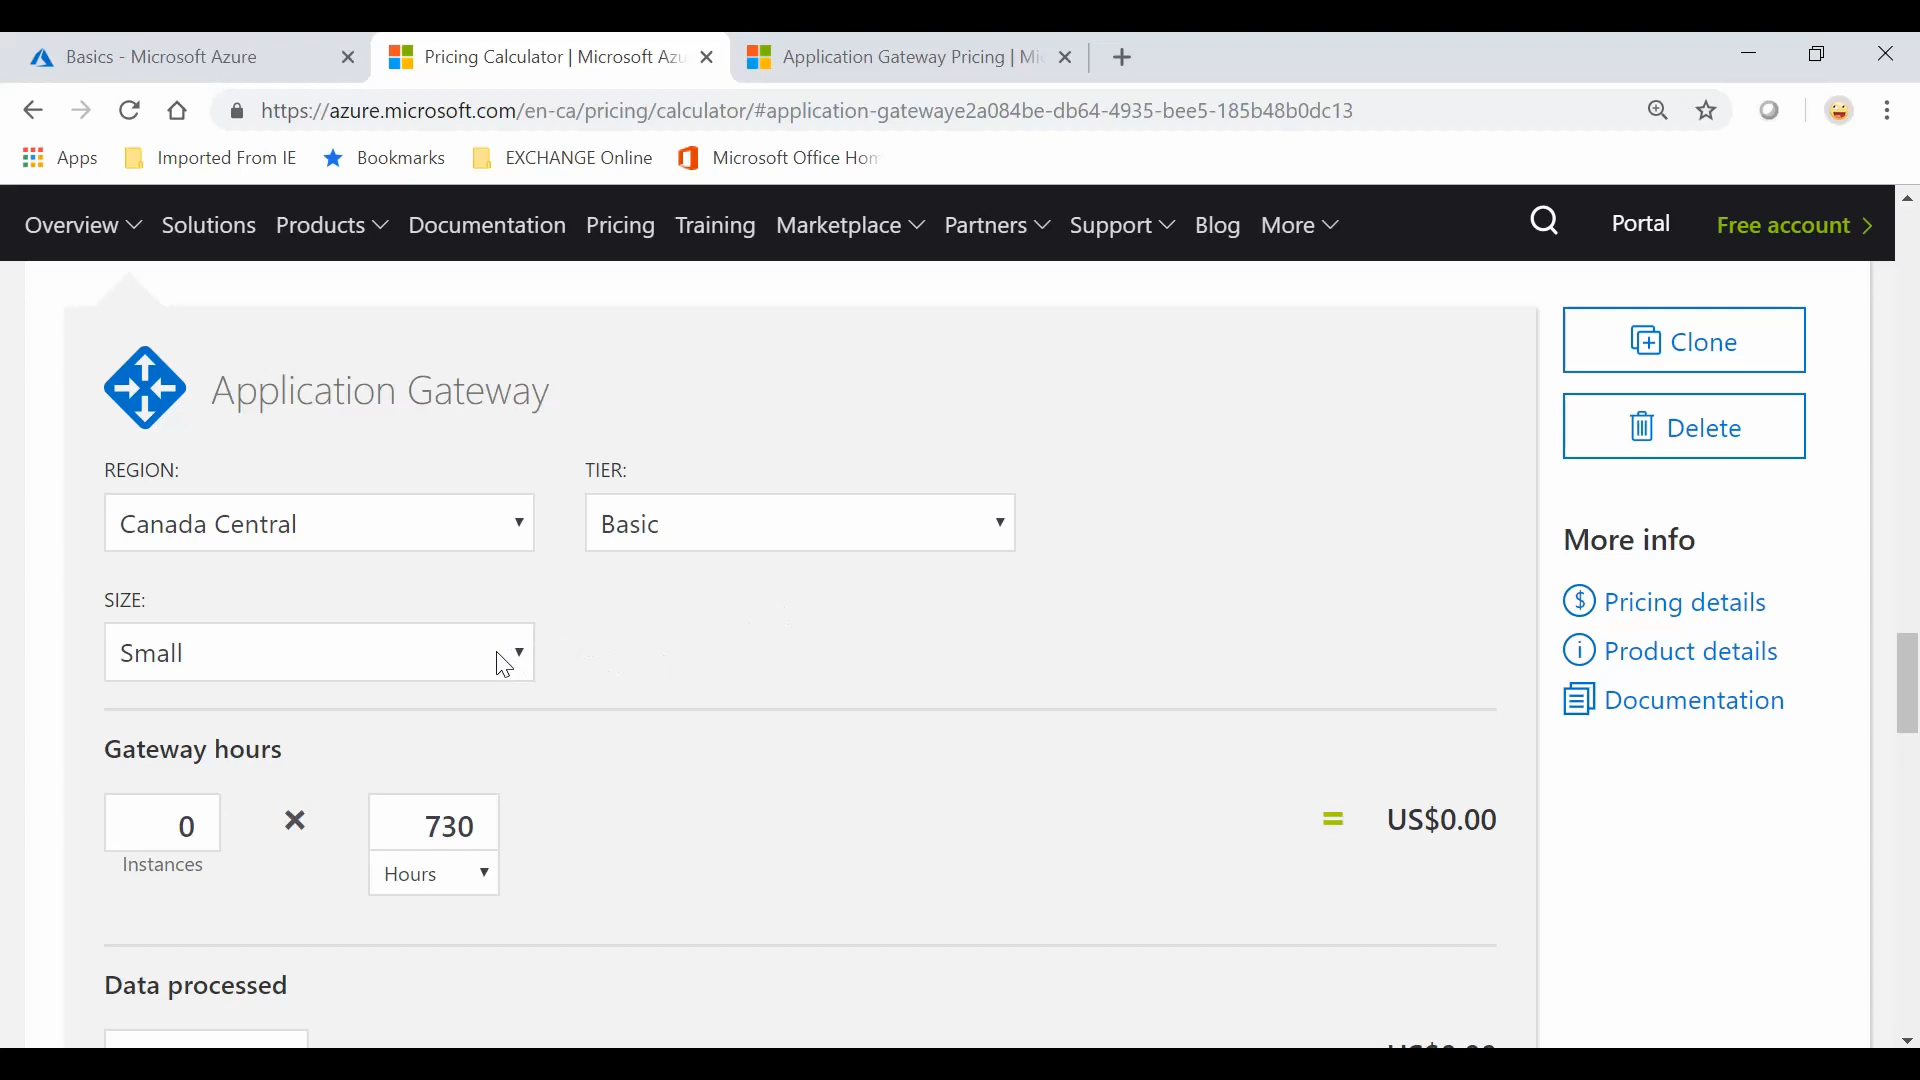 Basics - Microsoft Azure
Pricing Calculator | Microsoft Azu
Application Gateway Pricing | Mic
https://azure.microsoft.com/en-ca/pricing/calculator/#application-gatewaye2a084be-db64-4935-bee5-185b48b0dc13
Apps Imported From IE Bookmarks EXCHANGE Online Microsoft Office Hom
Overview Solutions Products Documentation Pricing Training Marketplace Partners Support Blog More Portal Free account
Clone
Application Gateway
Delete
REGION: TIER:
Canada Central Basic
More info
SIZE:
Pricing details
Small
Product details
Documentation
Gateway hours
0 × 730 = US$0.00
Instances Hours
Data processed